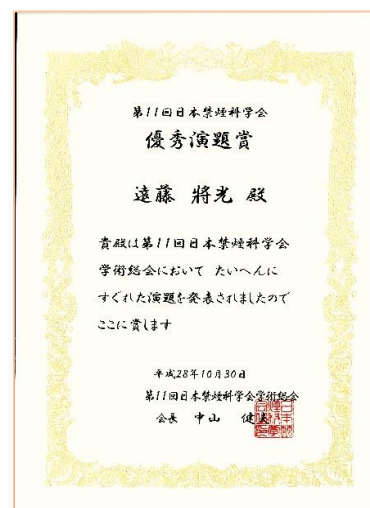 第11回日本禁煙科学会
優秀演題賞
遠藤 將光 殿
貴殿は第11回日本禁煙科学会
学術総会において たいへんに
すぐれた演題を発表されましたので
ここに賞します
平成28年10月30日
第11回日本禁煙科学会学術総会
会長 中山 健